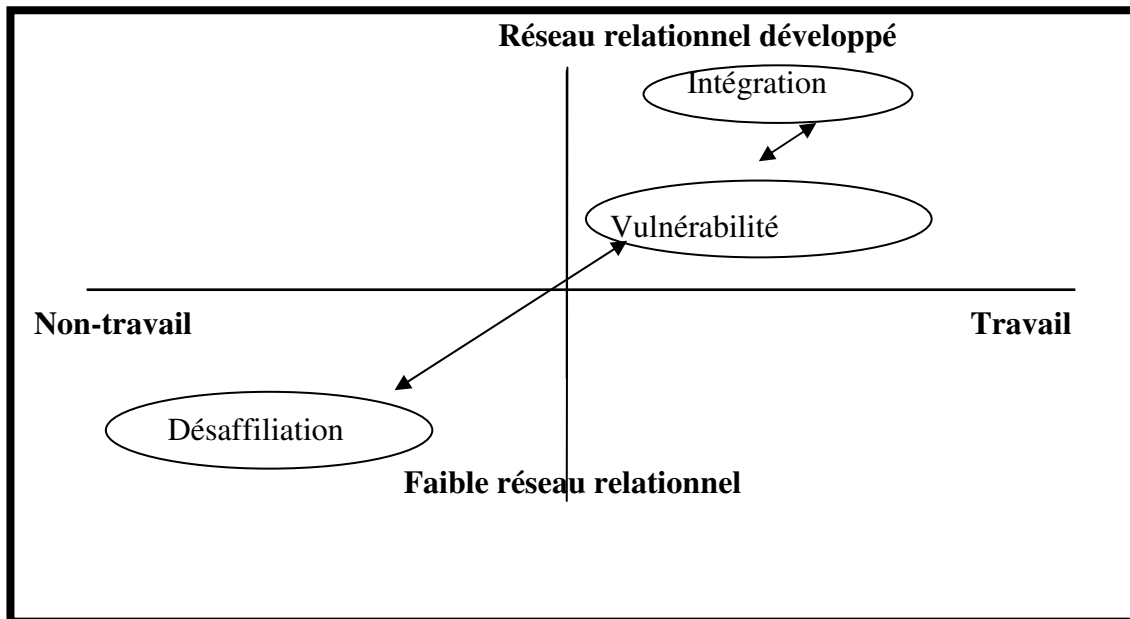 Réseau relationnel développé
Intégration
Vulnérabilité
Non-travail
Travail
Désaffiliation
Faible réseau relationnel